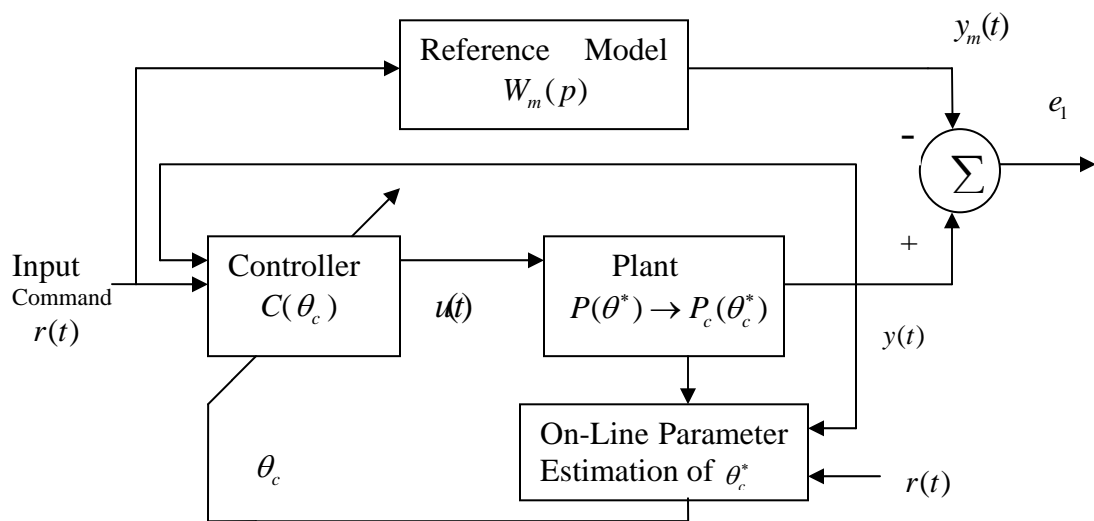 Reference Model
W_m(p)
y_m(t)
e_1
-
Σ
+
Input
Command
r(t)
Controller
C(θ_c)
u(t)
Plant
P(θ^*) → P_c(θ_c^*)
y(t)
On-Line Parameter
Estimation of θ_c^*
θ_c
r(t)